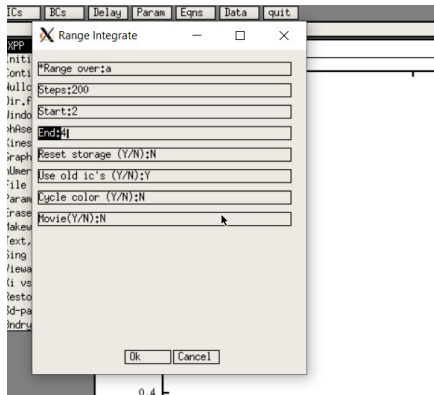 ICs BCs Delay Param Eqns Data quit
XPP
Range Integrate
*Range over:a
Steps:200
Start:2
End:4
Reset storage (Y/N):N
Use old ic's (Y/N):Y
Cycle color (Y/N):N
Movie(Y/N):N
Ok Cancel
0.4